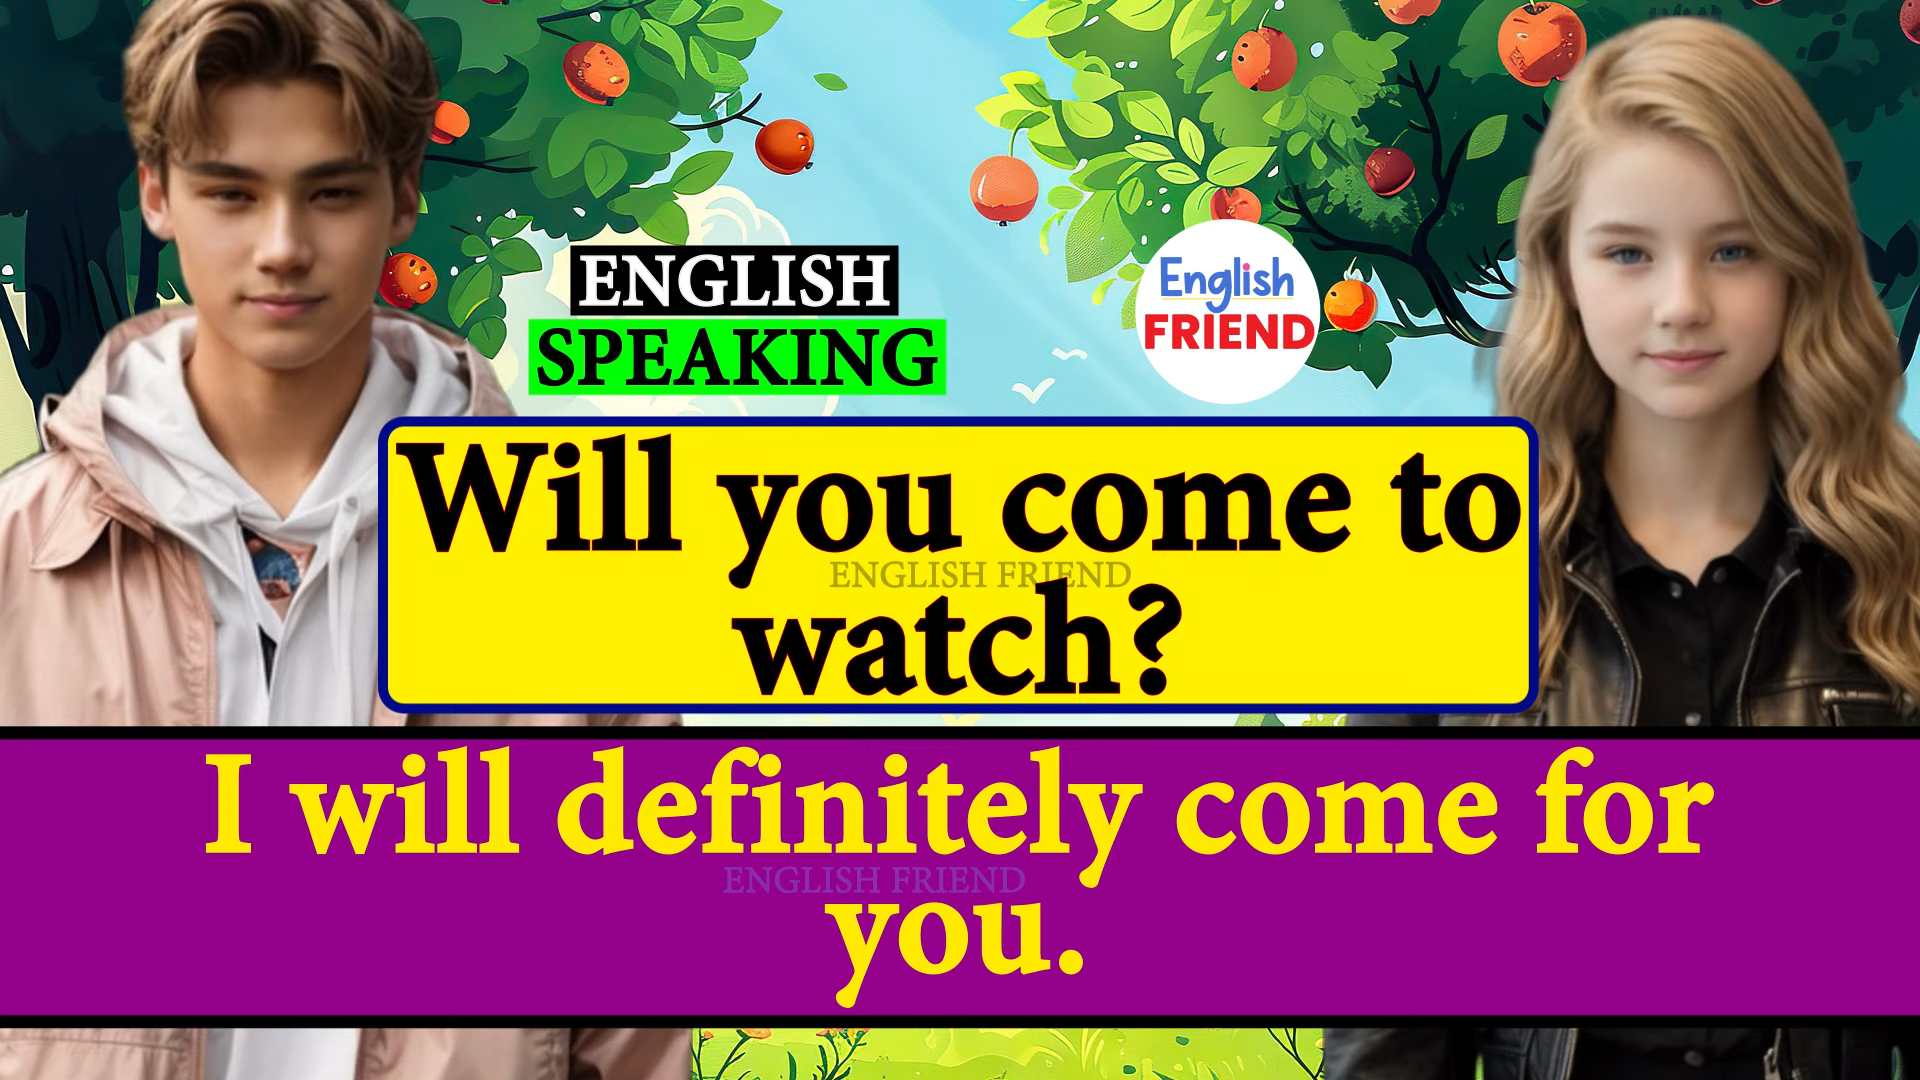 ENGLISH
SPEAKING
English
FRIEND
Will you come to
ENGLISH FRIEND
watch?
I will definitely come for
ENGLISH FRIEND
you.